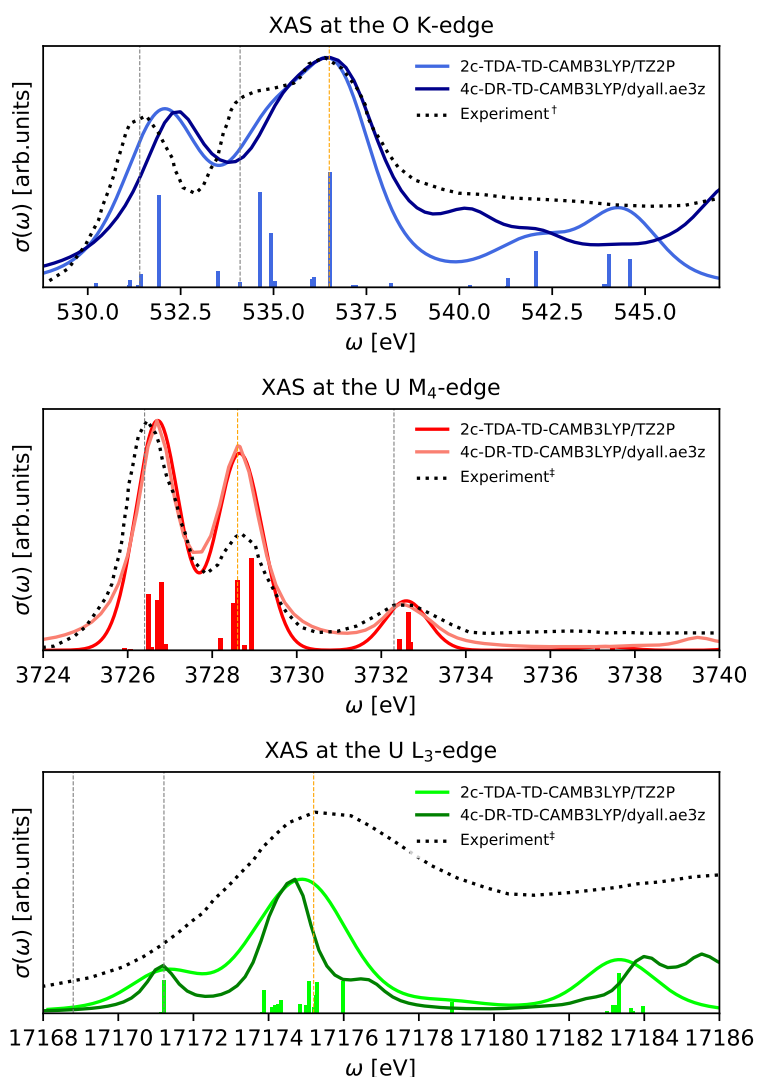 XAS at the O K-edge
σ(ω) [arb.units]
2c-TDA-TD-CAMB3LYP/TZ2P
4c-DR-TD-CAMB3LYP/dyall.ae3z
Experiment†
530.0 532.5 535.0 537.5 540.0 542.5 545.0
ω [eV]
XAS at the U M₄-edge
σ(ω) [arb.units]
2c-TDA-TD-CAMB3LYP/TZ2P
4c-DR-TD-CAMB3LYP/dyall.ae3z
Experiment‡
3724 3726 3728 3730 3732 3734 3736 3738 3740
ω [eV]
XAS at the U L₃-edge
σ(ω) [arb.units]
2c-TDA-TD-CAMB3LYP/TZ2P
4c-DR-TD-CAMB3LYP/dyall.ae3z
Experiment‡
17168 17170 17172 17174 17176 17178 17180 17182 17184 17186
ω [eV]